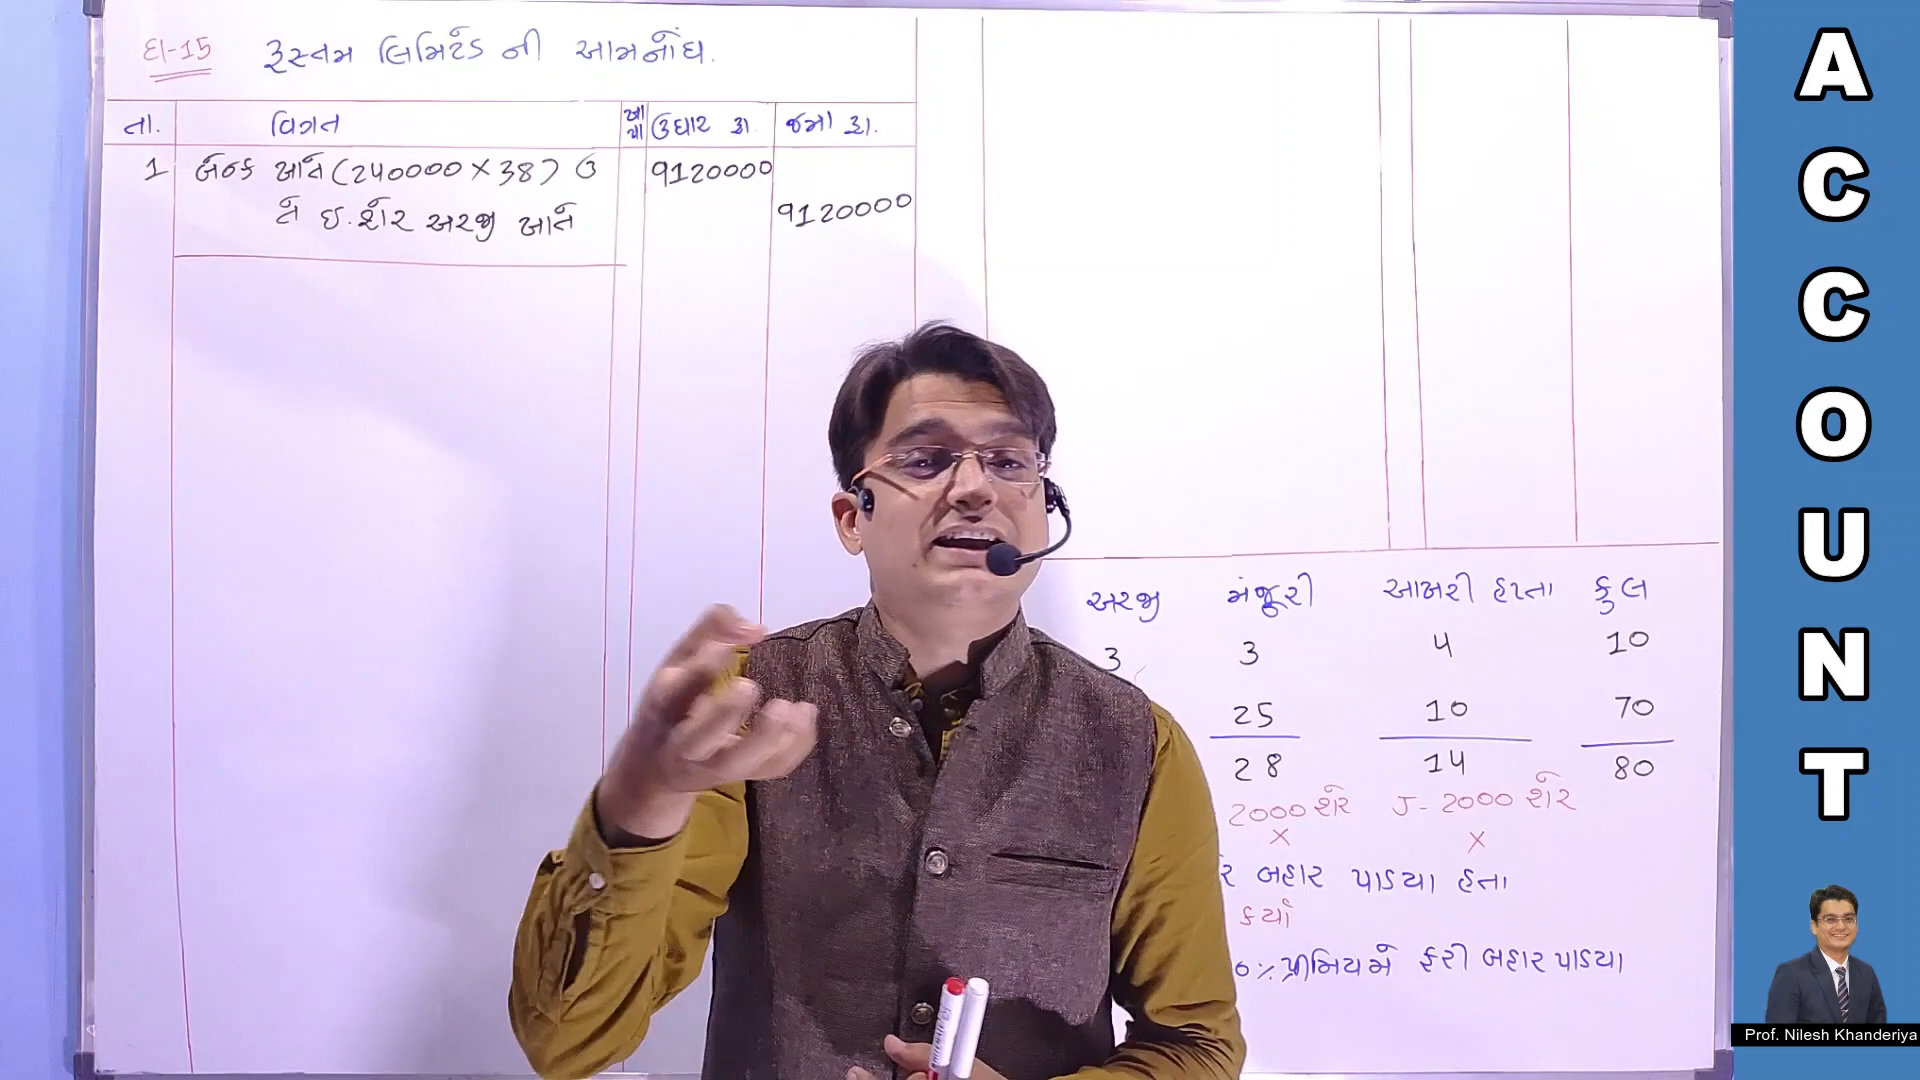 દા-15 રૂસ્તમ લિમિટેડ ની આમનોંધ.
તા. વિગત ખા પા ઉધાર રૂા. જમા રૂા.
1 બેન્ક ખાતે (240000 X 38) ઉ 9120000
તે ઇ. શેર અરજી ખાતે 9120000
અરજી મંજૂરી આખરી હપ્તા કુલ
3 3 4 10
25 10 70
28 14 80
2000 શેર J - 2000 શેર
X X
ર બહાર પાડયા હતા
કર્યાં
0% પ્રીમિયમે ફરી બહાર પાડયા
ACCOUNT
Prof. Nilesh Khanderiya